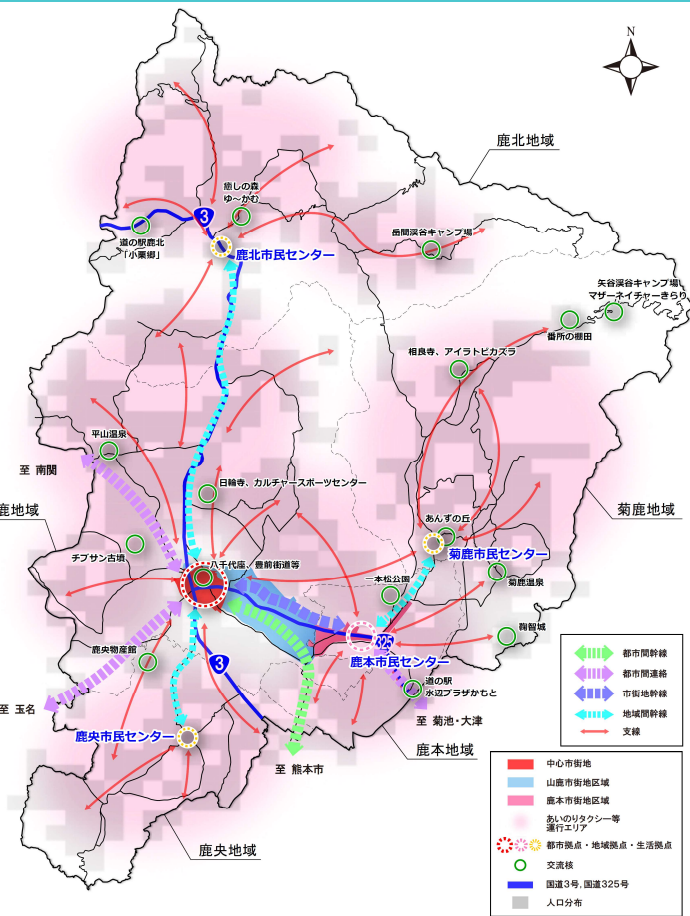 N
鹿北地域
癒しの森
ゆ～かむ
3
道の駅鹿北
「小栗郷」
鹿北市民センター
岳間渓谷キャンプ場
矢谷渓谷キャンプ場
マザーネイチャーきらり
番所の棚田
相良寺、アイラトビカズラ
平山温泉
至 南関
日輪寺、カルチャースポーツセンター
鹿地域
菊鹿地域
あんずの丘
菊鹿市民センター
チブサン古墳
八千代座、豊前街道等
一本松公園
菊鹿温泉
鞠智城
325
鹿本市民センター
鹿央物産館
3
道の駅
水辺プラザかもと
至 玉名
至 菊池・大津
鹿央市民センター
鹿本地域
至 熊本市
鹿央地域
都市間幹線
都市間連絡
市街地幹線
地域間幹線
支線
中心市街地
山鹿市街地区域
鹿本市街地区域
あいのりタクシー等
運行エリア
都市拠点・地域拠点・生活拠点
交流核
国道3号,国道325号
人口分布